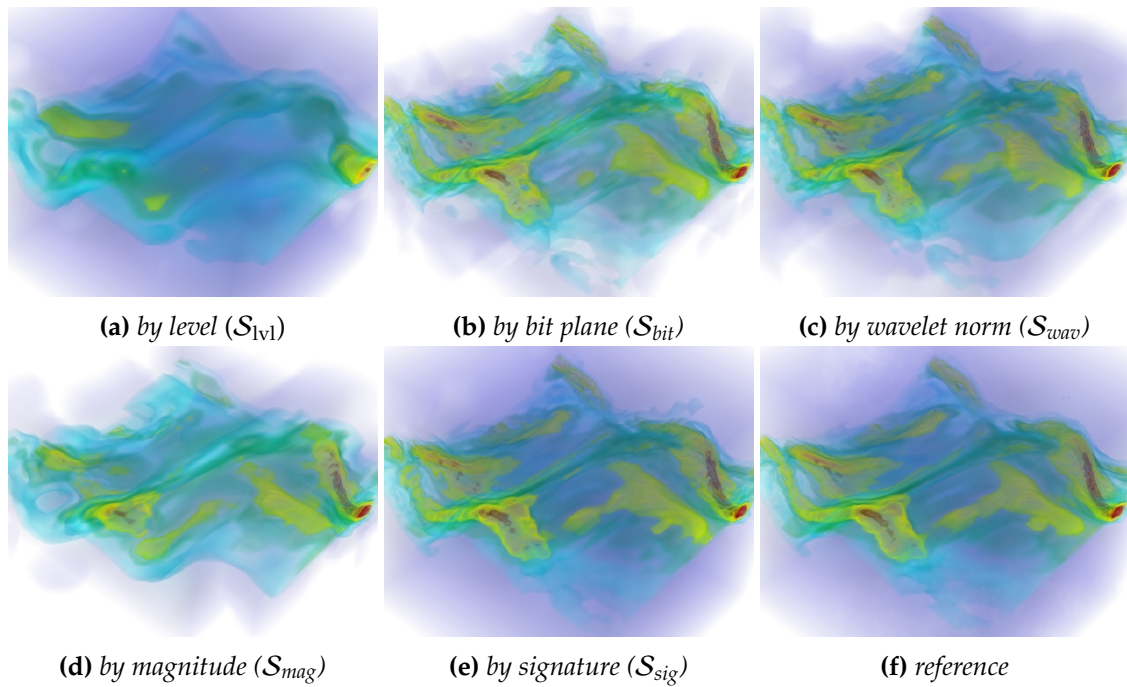 (a) by level (S_lvl)
(b) by bit plane (S_bit)
(c) by wavelet norm (S_wav)
(d) by magnitude (S_mag)
(e) by signature (S_sig)
(f) reference